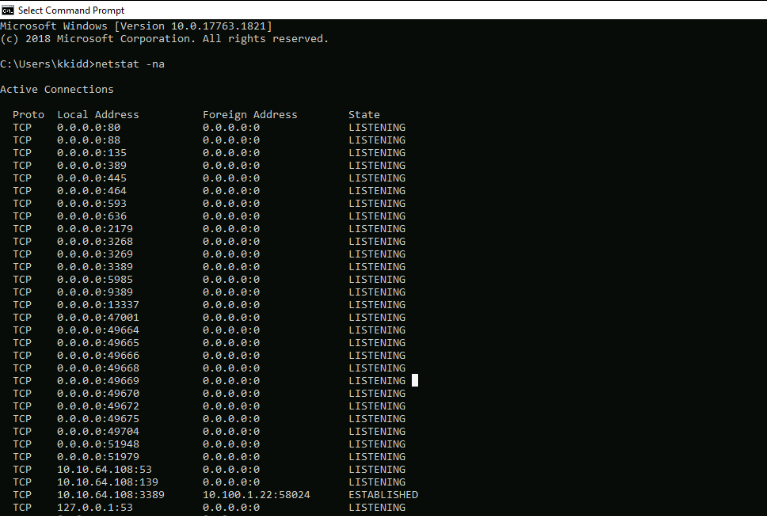 Select Command Prompt
Microsoft Windows [Version 10.0.17763.1821]
(c) 2018 Microsoft Corporation. All rights reserved.
C:\Users\kkidd>netstat -na
Active Connections
Proto Local Address Foreign Address State
TCP 0.0.0.0:80 0.0.0.0:0 LISTENING
TCP 0.0.0.0:88 0.0.0.0:0 LISTENING
TCP 0.0.0.0:135 0.0.0.0:0 LISTENING
TCP 0.0.0.0:389 0.0.0.0:0 LISTENING
TCP 0.0.0.0:445 0.0.0.0:0 LISTENING
TCP 0.0.0.0:464 0.0.0.0:0 LISTENING
TCP 0.0.0.0:593 0.0.0.0:0 LISTENING
TCP 0.0.0.0:636 0.0.0.0:0 LISTENING
TCP 0.0.0.0:2179 0.0.0.0:0 LISTENING
TCP 0.0.0.0:3268 0.0.0.0:0 LISTENING
TCP 0.0.0.0:3269 0.0.0.0:0 LISTENING
TCP 0.0.0.0:3389 0.0.0.0:0 LISTENING
TCP 0.0.0.0:5985 0.0.0.0:0 LISTENING
TCP 0.0.0.0:9389 0.0.0.0:0 LISTENING
TCP 0.0.0.0:13337 0.0.0.0:0 LISTENING
TCP 0.0.0.0:47001 0.0.0.0:0 LISTENING
TCP 0.0.0.0:49664 0.0.0.0:0 LISTENING
TCP 0.0.0.0:49665 0.0.0.0:0 LISTENING
TCP 0.0.0.0:49666 0.0.0.0:0 LISTENING
TCP 0.0.0.0:49668 0.0.0.0:0 LISTENING
TCP 0.0.0.0:49669 0.0.0.0:0 LISTENING
TCP 0.0.0.0:49670 0.0.0.0:0 LISTENING
TCP 0.0.0.0:49672 0.0.0.0:0 LISTENING
TCP 0.0.0.0:49675 0.0.0.0:0 LISTENING
TCP 0.0.0.0:49704 0.0.0.0:0 LISTENING
TCP 0.0.0.0:51948 0.0.0.0:0 LISTENING
TCP 0.0.0.0:51979 0.0.0.0:0 LISTENING
TCP 10.10.64.108:53 0.0.0.0:0 LISTENING
TCP 10.10.64.108:139 0.0.0.0:0 LISTENING
TCP 10.10.64.108:3389 10.100.1.22:58024 ESTABLISHED
TCP 127.0.0.1:53 0.0.0.0:0 LISTENING